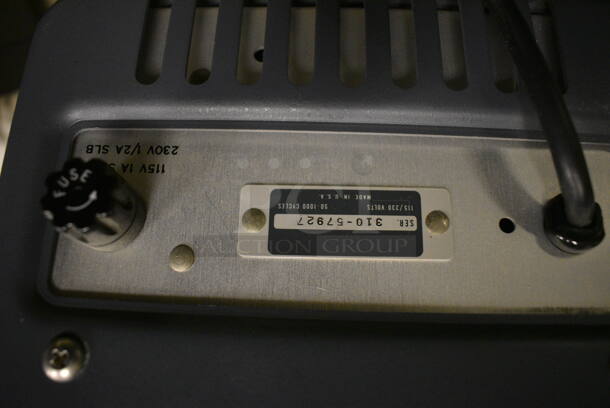 115V 1A S
230V 1/2A SLB
FUSE
SER. 310-57927
115/230 VOLTS 50-1000 CYCLES
MADE IN U.S.A.
AUCTION GROUP